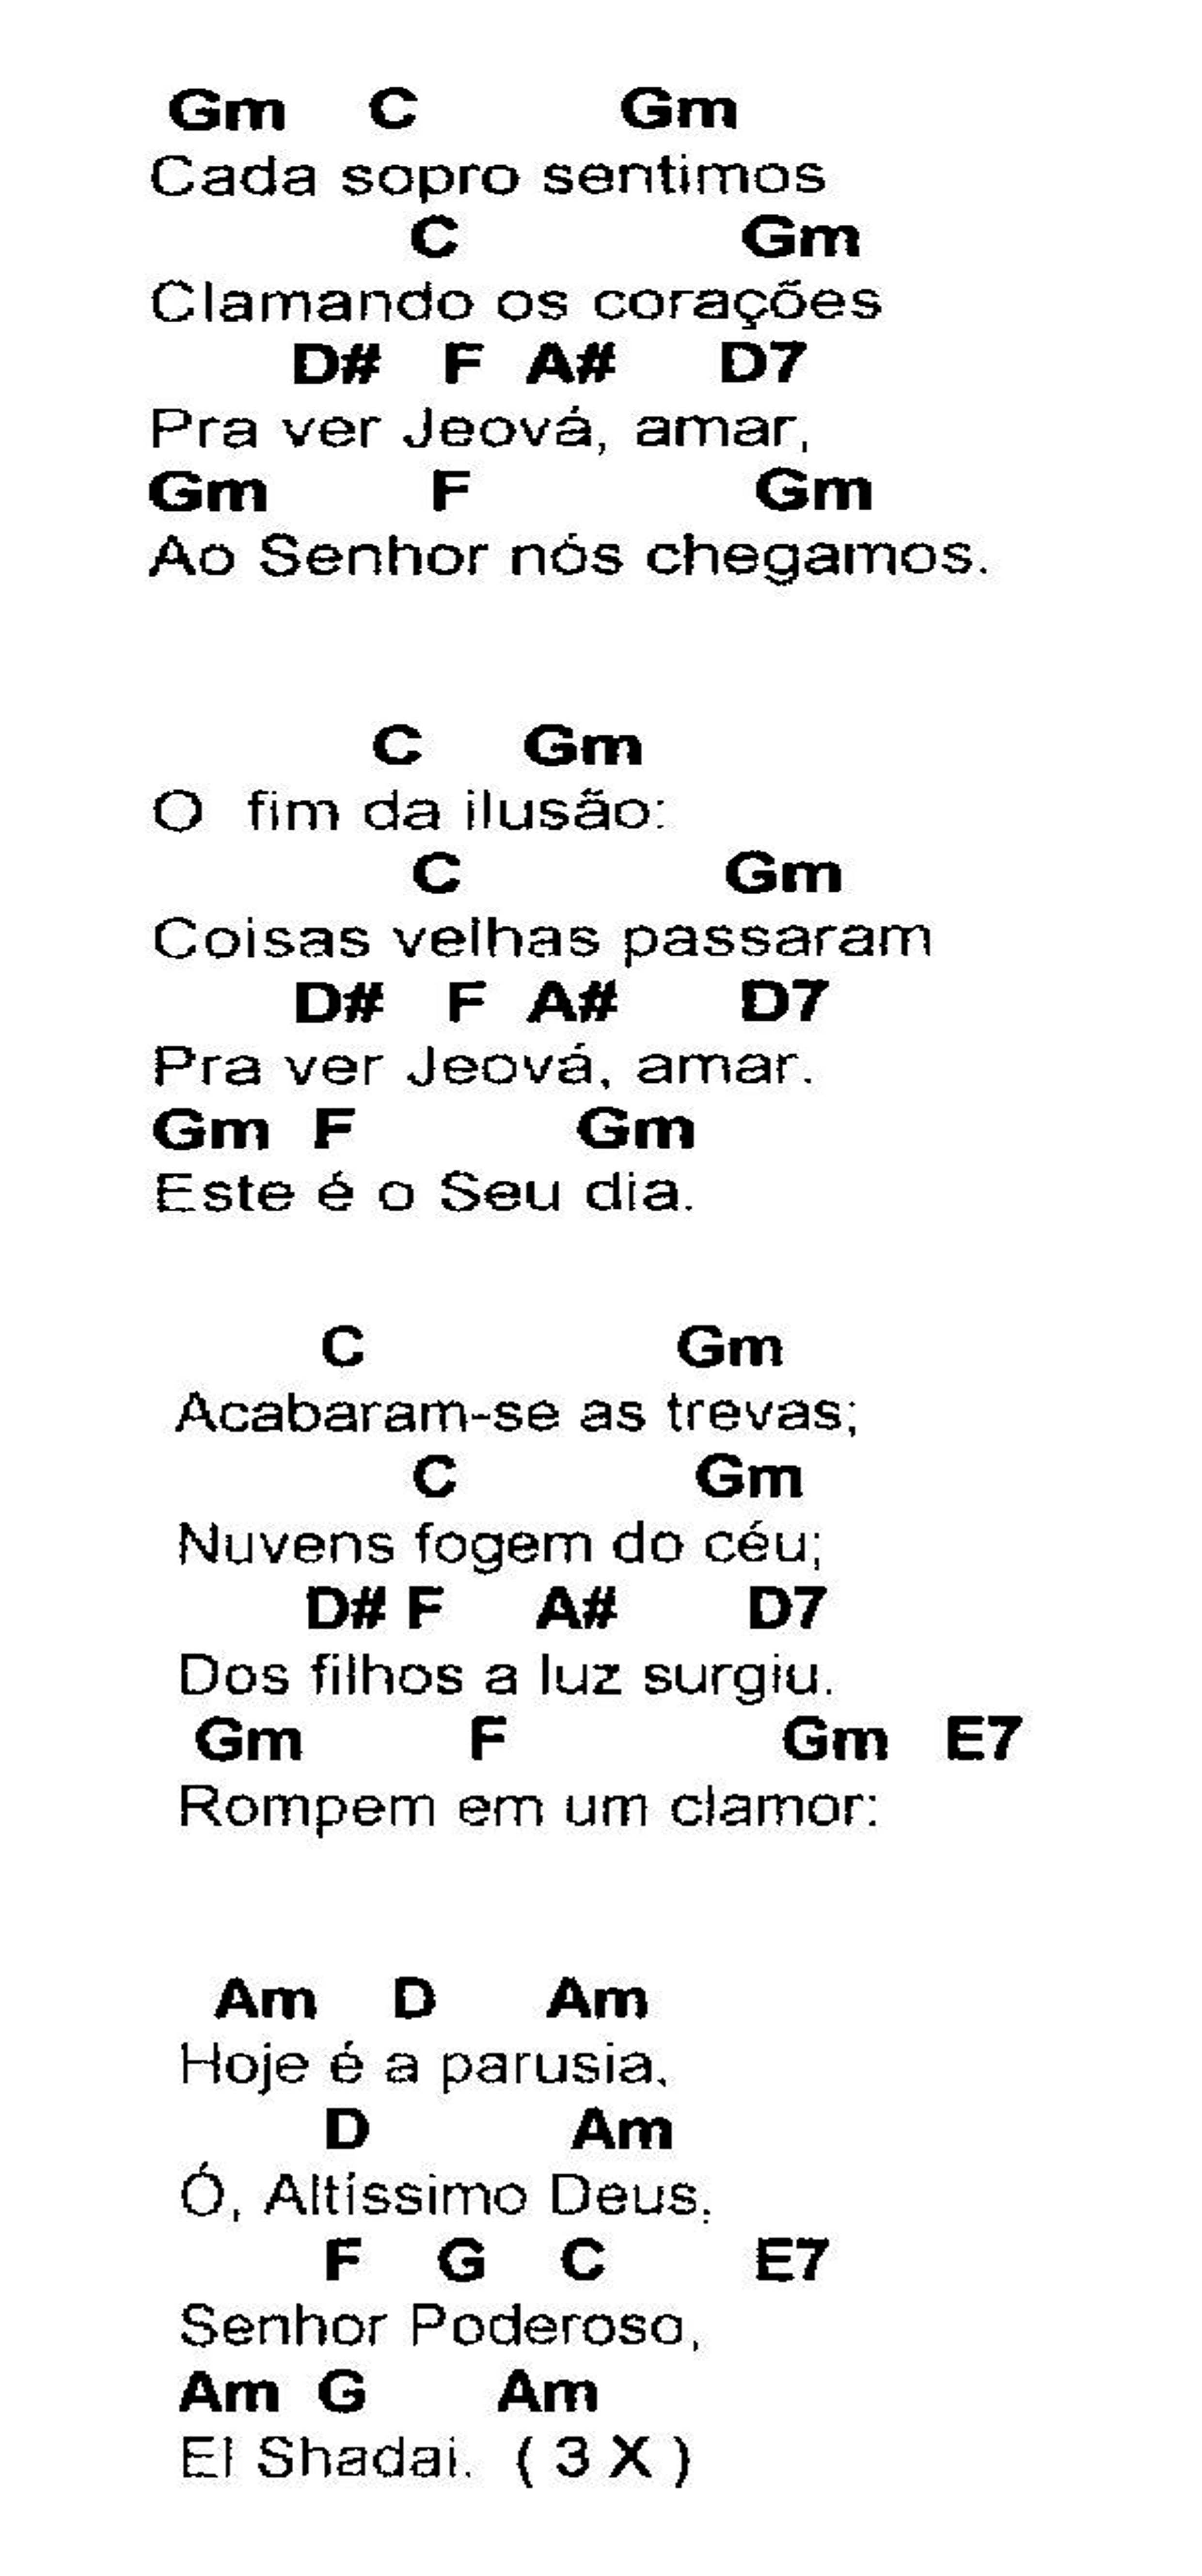 Gm C Gm
Cada sopro sentimos
C Gm
Clamando os corações
D# F A# D7
Pra ver Jeová, amar,
Gm F Gm
Ao Senhor nós chegamos.
C Gm
O fim da ilusão:
C Gm
Coisas velhas passaram
D# F A# D7
Pra ver Jeová, amar.
Gm F Gm
Este é o Seu dia.
C Gm
Acabaram-se as trevas;
C Gm
Nuvens fogem do céu;
D# F A# D7
Dos filhos a luz surgiu.
Gm F Gm E7
Rompem em um clamor:
Am D Am
Hoje é a parusia,
D Am
Ó, Altíssimo Deus,
F G C E7
Senhor Poderoso,
Am G Am
El Shadai. ( 3 X )